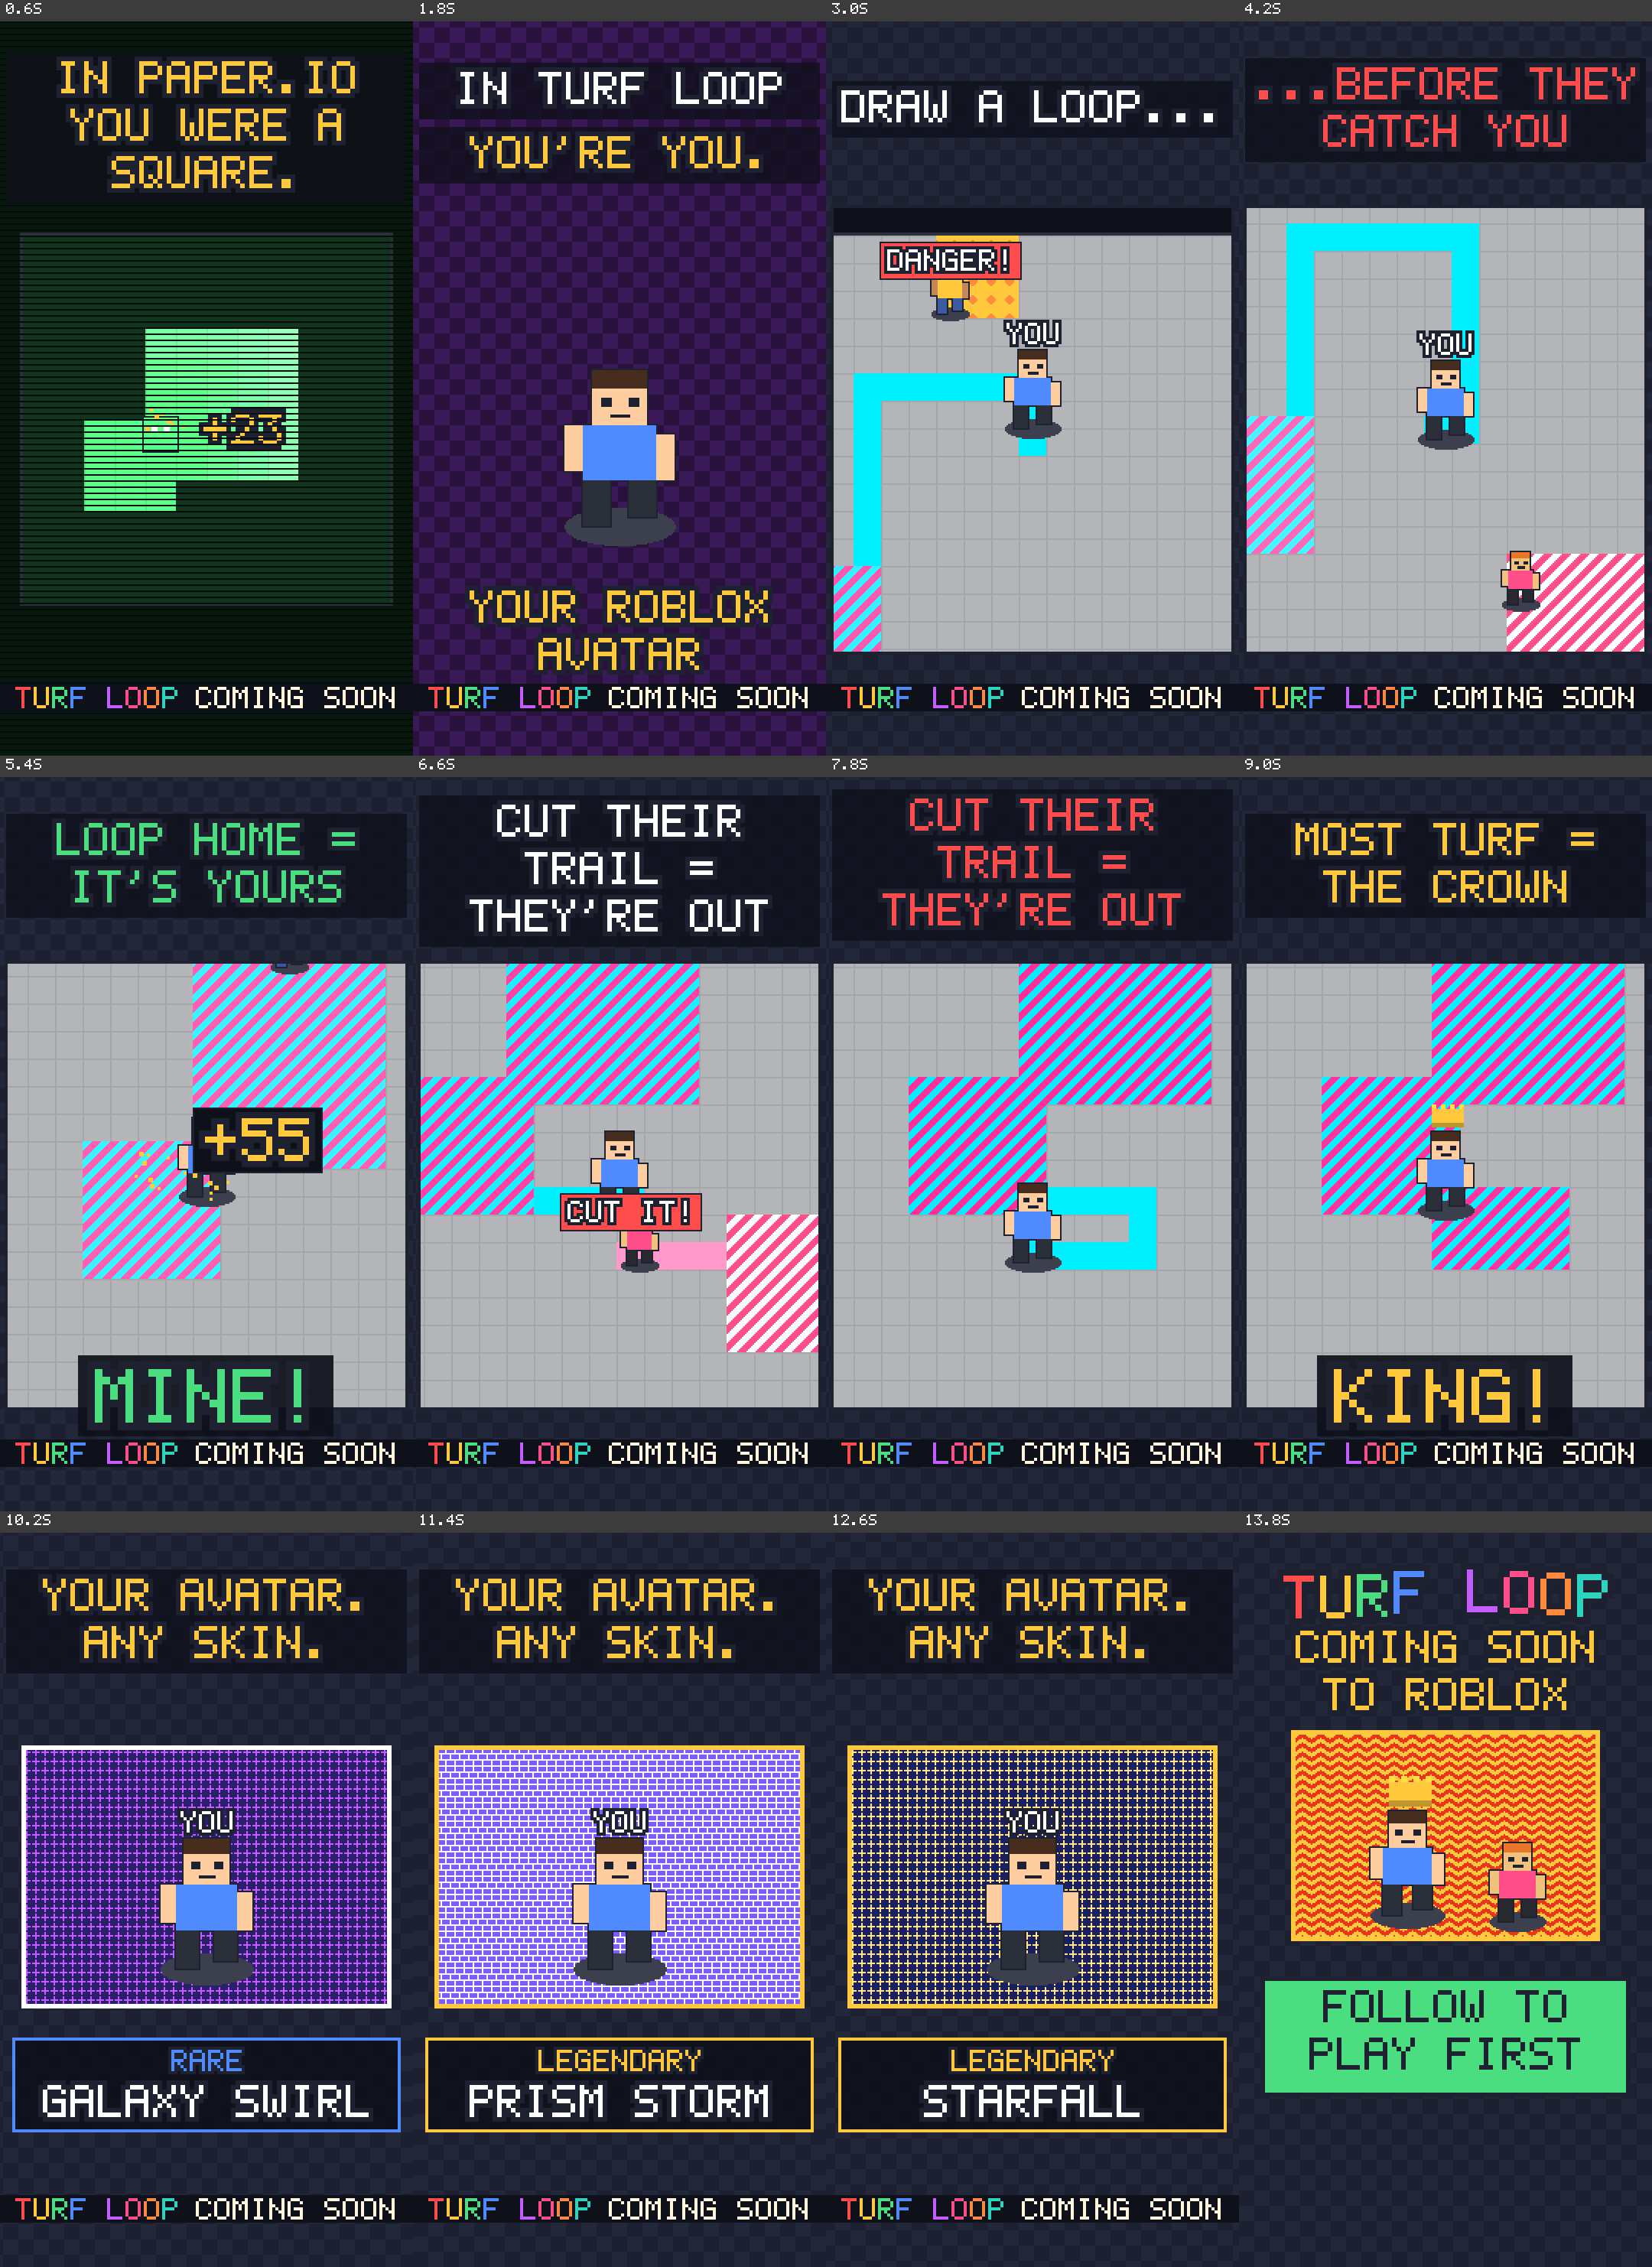 0.6S
IN PAPER.IO
YOU WERE A
SQUARE.
+23
TURF LOOP COMING SOON
1.8S
IN TURF LOOP
YOU'RE YOU.
YOUR ROBLOX
AVATAR
TURF LOOP COMING SOON
3.0S
DRAW A LOOP...
DANGER!
YOU
TURF LOOP COMING SOON
4.2S
...BEFORE THEY
CATCH YOU
YOU
TURF LOOP COMING SOON
5.4S
LOOP HOME =
IT'S YOURS
+55
MINE!
TURF LOOP COMING SOON
6.6S
CUT THEIR
TRAIL =
THEY'RE OUT
CUT IT!
TURF LOOP COMING SOON
7.8S
CUT THEIR
TRAIL =
THEY'RE OUT
TURF LOOP COMING SOON
9.0S
MOST TURF =
THE CROWN
KING!
TURF LOOP COMING SOON
10.2S
YOUR AVATAR.
ANY SKIN.
YOU
RARE
GALAXY SWIRL
TURF LOOP COMING SOON
11.4S
YOUR AVATAR.
ANY SKIN.
YOU
LEGENDARY
PRISM STORM
TURF LOOP COMING SOON
12.6S
YOUR AVATAR.
ANY SKIN.
YOU
LEGENDARY
STARFALL
TURF LOOP COMING SOON
13.8S
TURF LOOP
COMING SOON
TO ROBLOX
FOLLOW TO
PLAY FIRST